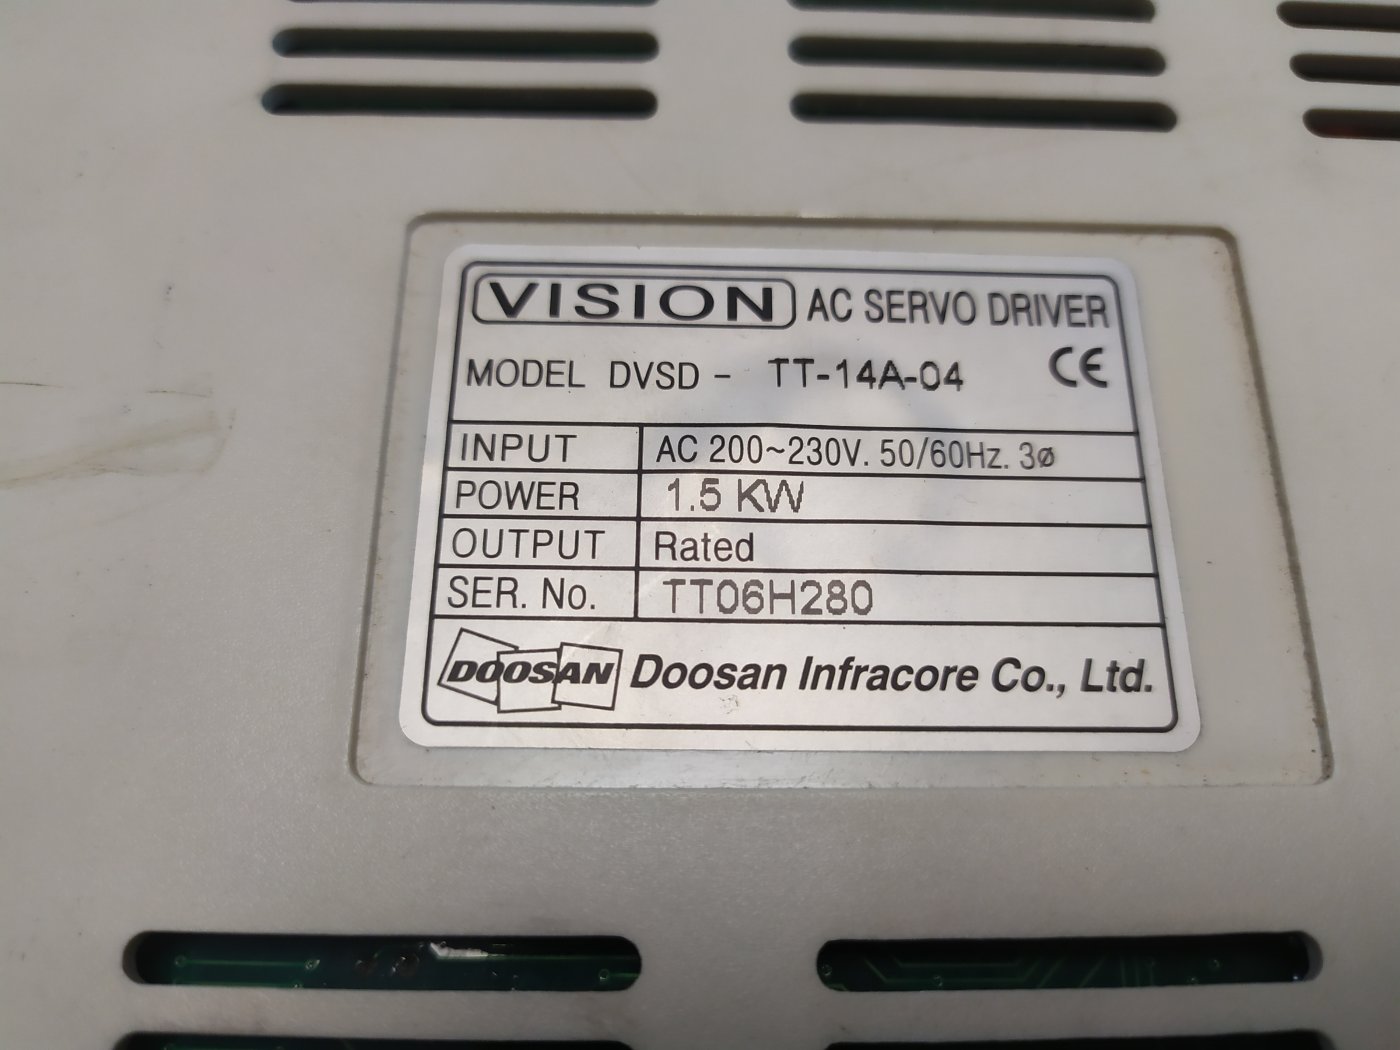 VISION AC SERVO DRIVER
MODEL DVSD - TT-14A-04 CE
INPUT AC 200~230V. 50/60Hz. 3ø
POWER 1.5 KW
OUTPUT Rated
SER. No. TT06H280
DOOSAN Doosan Infracore Co., Ltd.